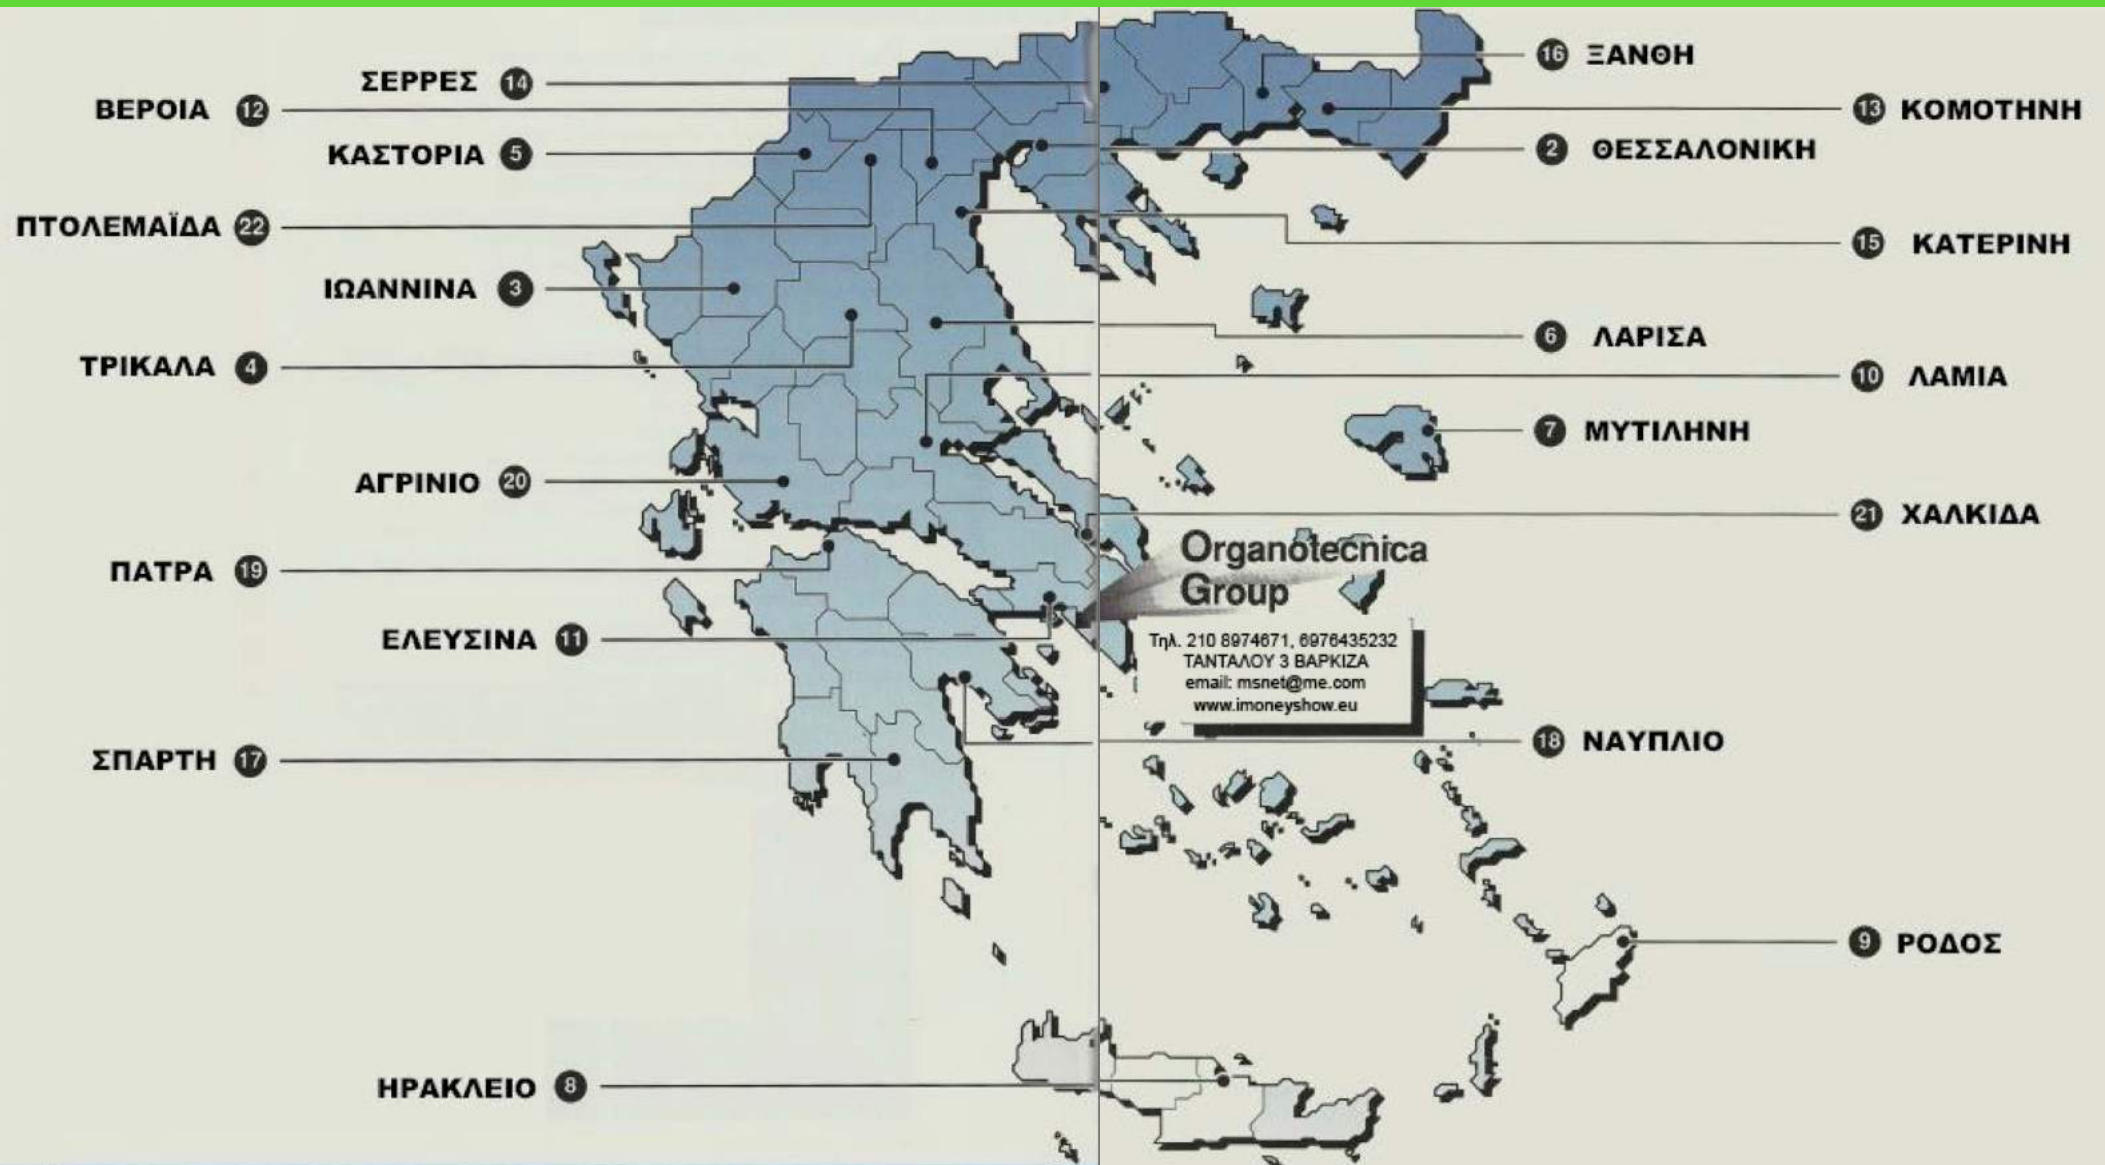 ΣΕΡΡΕΣ 14
16 ΞΑΝΘΗ
ΒΕΡΟΙΑ 12
13 ΚΟΜΟΤΗΝΗ
ΚΑΣΤΟΡΙΑ 5
2 ΘΕΣΣΑΛΟΝΙΚΗ
ΠΤΟΛΕΜΑΪΔΑ 22
15 ΚΑΤΕΡΙΝΗ
ΙΩΑΝΝΙΝΑ 3
6 ΛΑΡΙΣΑ
ΤΡΙΚΑΛΑ 4
10 ΛΑΜΙΑ
7 ΜΥΤΙΛΗΝΗ
ΑΓΡΙΝΙΟ 20
21 ΧΑΛΚΙΔΑ
Organotecnica
Group
ΠΑΤΡΑ 19
ΕΛΕΥΣΙΝΑ 11
Τηλ. 210 8974671, 6976435232
ΤΑΝΤΑΛΟΥ 3 ΒΑΡΚΙΖΑ
email: msnet@me.com
www.imoneyshow.eu
18 ΝΑΥΠΛΙΟ
ΣΠΑΡΤΗ 17
9 ΡΟΔΟΣ
ΗΡΑΚΛΕΙΟ 8